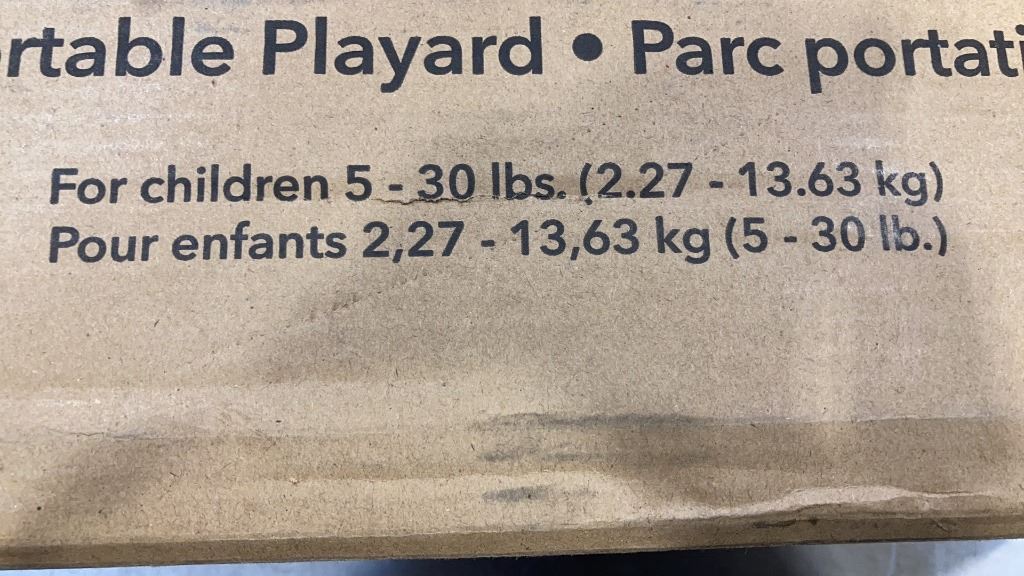 rtable Playard • Parc portati
For children 5 - 30 lbs. (2.27 - 13.63 kg)
Pour enfants 2,27 - 13,63 kg (5 - 30 lb.)